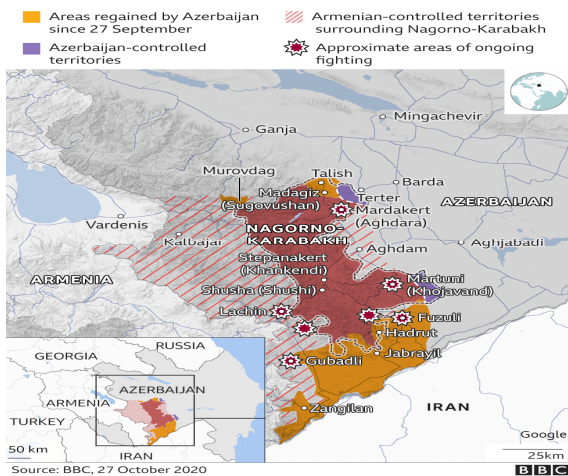 Areas regained by Azerbaijan
since 27 September
Armenian-controlled territories
surrounding Nagorno-Karabakh
Azerbaijan-controlled
territories
Approximate areas of ongoing
fighting
Mingachevir
Ganja
Murovdag
Talish
Barda
Madagiz
(Sugovushan)
Terter
AZERBAIJAN
Mardakert
(Aghdara)
Vardenis
NAGORNO-
KARABAKH
Kalbajar
Aghdam
Aghjabadi
Stepanakert
(Khankendi)
ARMENIA
Martuni
(Khojavand)
Shusha (Shushi)
Lachin
Fuzuli
Hadrut
Jabrayil
Gubadli
Zangilan
IRAN
GEORGIA
RUSSIA
AZERBAIJAN
ARMENIA
TURKEY
IRAN
50 km
Google
25km
Source: BBC, 27 October 2020
BBC